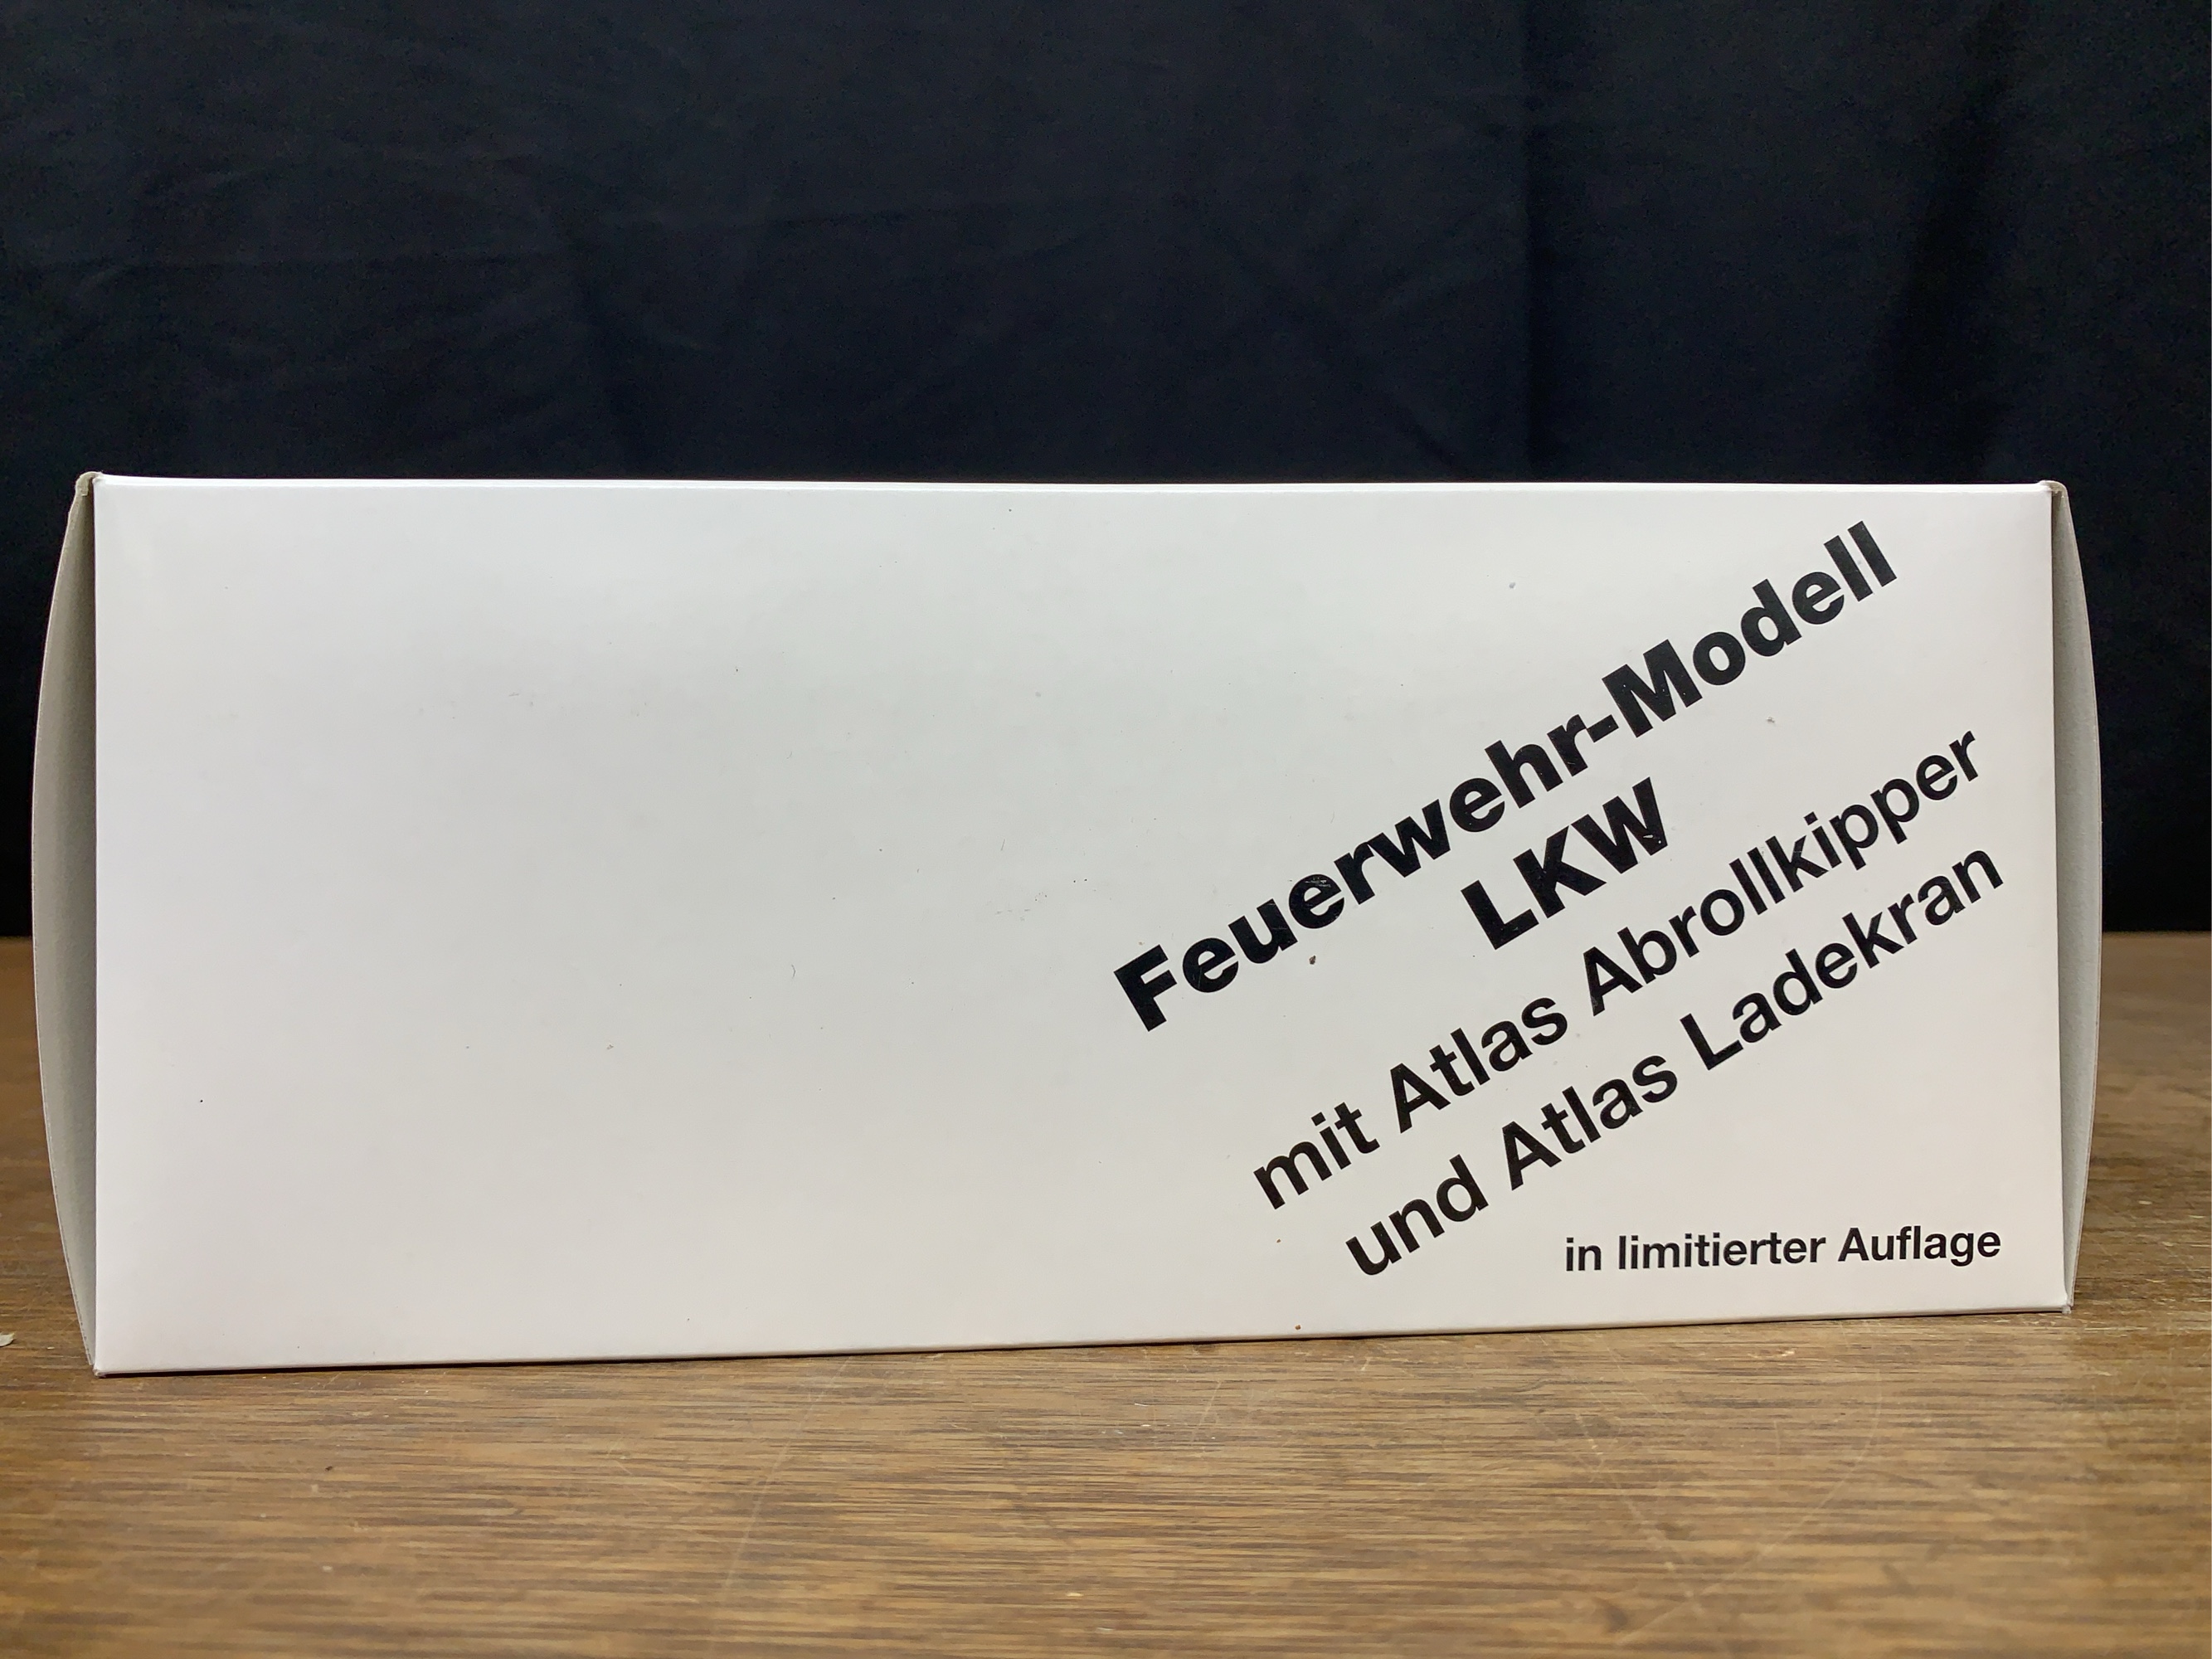 Feuerwehr-Modell
LKW
mit Atlas Abrollkipper
und Atlas Ladekran
in limitierter Auflage